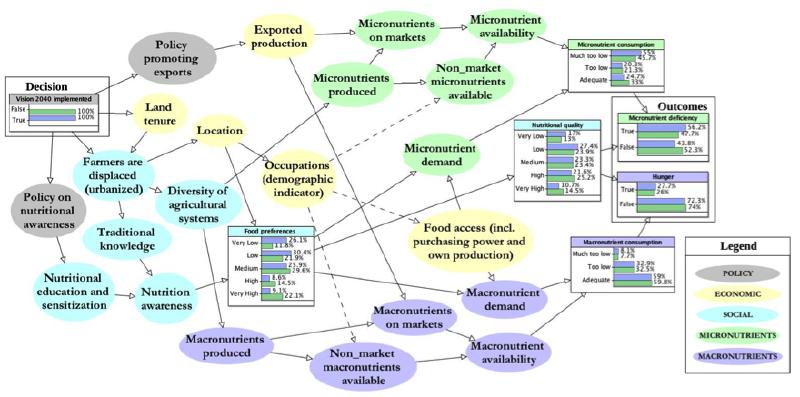 Exported
production
Micronutrients
on markets
Micronutrient
availability
Policy
promoting
exports
Micronutrient consumption
Much too low
45.7%
Too low
20.3%
21.3%
Adequate
24.7%
33%
Decision
Vision 2040 implemented
False
100%
True
100%
Micronutrients
produced
Non_market
micronutrients
available
Outcomes
Land
tenure
Location
Nutritional quality
Very Low
17%
13%
Low
27.4%
23.9%
Medium
23.3%
23.4%
High
21.6%
25.2%
Very High
10.7%
14.5%
Micronutrient deficiency
True
56.2%
47.7%
False
43.8%
52.3%
Farmers are
displaced
(urbanized)
Occupations
(demographic
indicator)
Micronutrient
demand
Hunger
True
27.7%
26%
False
72.3%
74%
Policy on
nutritional
awareness
Diversity of
agricultural
systems
Traditional
knowledge
Food preferences
Very Low
26.1%
11.8%
Low
30.4%
21.9%
Medium
25.9%
29.6%
High
8.6%
14.5%
Very High
9.1%
22.1%
Food access (incl.
purchasing power and
own production)
Macronutrient consumption
Much too low
8.1%
7.7%
Too low
32.9%
32.5%
Adequate
59%
59.8%
Legend
POLICY
ECONOMIC
SOCIAL
MICRONUTRIENTS
MACRONUTRIENTS
Nutritional
education and
sensitization
Nutrition
awareness
Macronutrient
demand
Macronutrients
on markets
Macronutrients
produced
Non_market
macronutrients
available
Macronutrient
availability